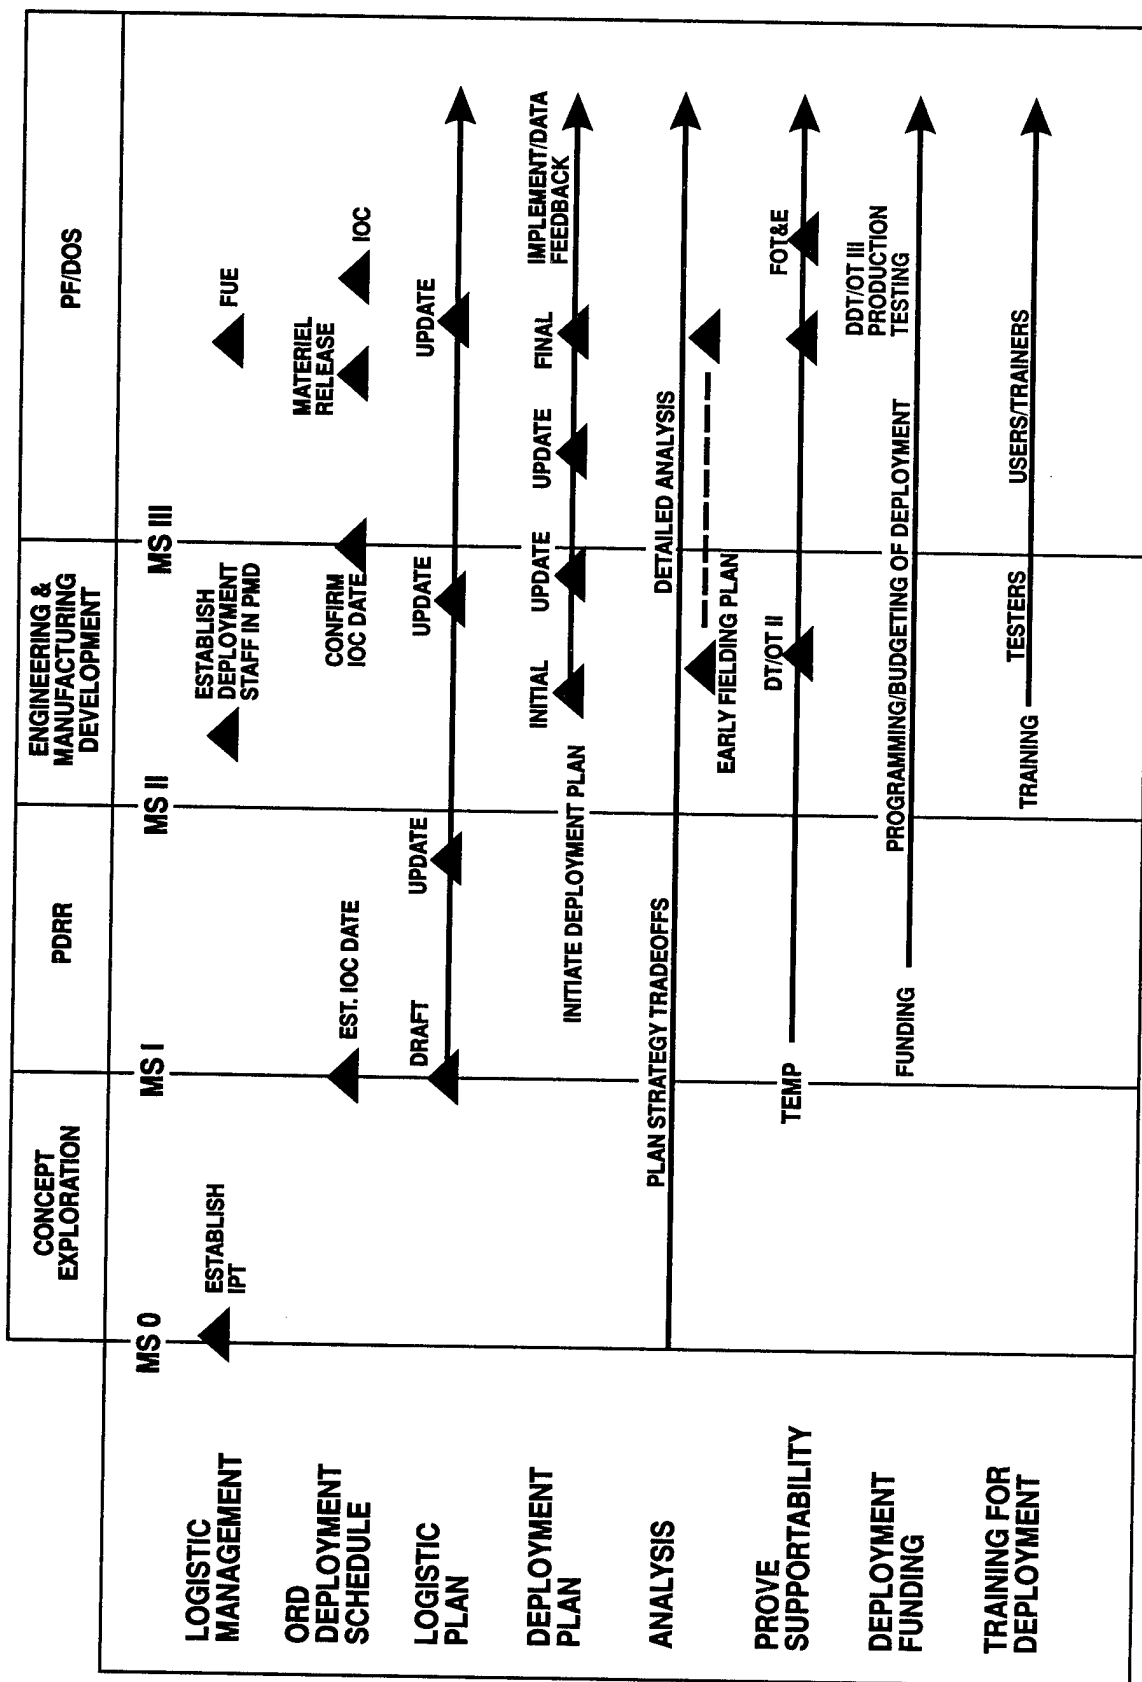 CONCEPT
EXPLORATION
PDRR
ENGINEERING &
MANUFACTURING
DEVELOPMENT
PF/DOS
MS 0
MS I
MS II
MS III
LOGISTIC
MANAGEMENT
ESTABLISH
IPT
ESTABLISH
DEPLOYMENT
STAFF IN PMD
FUE
ORD
DEPLOYMENT
SCHEDULE
EST. IOC DATE
CONFIRM
IOC DATE
MATERIEL
RELEASE
IOC
LOGISTIC
PLAN
DRAFT
UPDATE
UPDATE
UPDATE
DEPLOYMENT
PLAN
INITIATE DEPLOYMENT PLAN
INITIAL
UPDATE
UPDATE
FINAL
IMPLEMENT/DATA
FEEDBACK
ANALYSIS
PLAN STRATEGY TRADEOFFS
DETAILED ANALYSIS
EARLY FIELDING PLAN
PROVE
SUPPORTABILITY
TEMP
DT/OT II
FOT&E
DDT/OT III
PRODUCTION
TESTING
DEPLOYMENT
FUNDING
FUNDING
PROGRAMMING/BUDGETING OF DEPLOYMENT
TRAINING FOR
DEPLOYMENT
TRAINING
TESTERS
USERS/TRAINERS